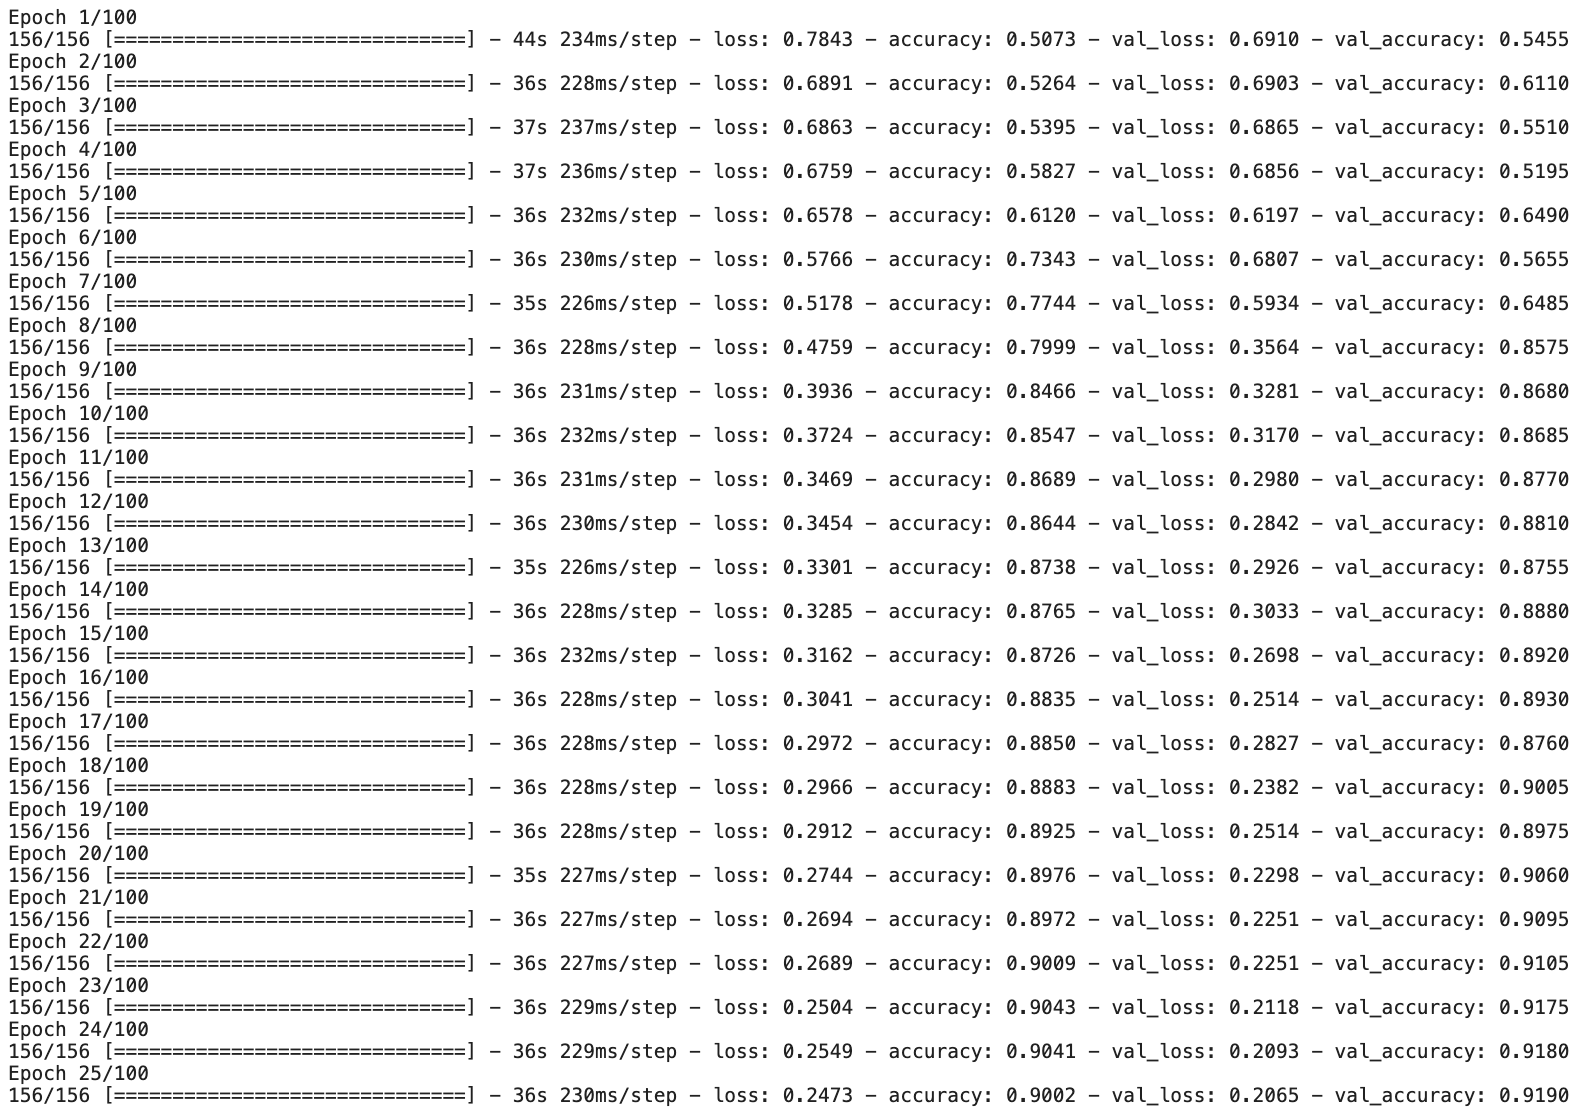 Epoch 1/100
156/156 [==============================] - 44s 234ms/step - loss: 0.7843 - accuracy: 0.5073 - val_loss: 0.6910 - val_accuracy: 0.5455
Epoch 2/100
156/156 [==============================] - 36s 228ms/step - loss: 0.6891 - accuracy: 0.5264 - val_loss: 0.6903 - val_accuracy: 0.6110
Epoch 3/100
156/156 [==============================] - 37s 237ms/step - loss: 0.6863 - accuracy: 0.5395 - val_loss: 0.6865 - val_accuracy: 0.5510
Epoch 4/100
156/156 [==============================] - 37s 236ms/step - loss: 0.6759 - accuracy: 0.5827 - val_loss: 0.6856 - val_accuracy: 0.5195
Epoch 5/100
156/156 [==============================] - 36s 232ms/step - loss: 0.6578 - accuracy: 0.6120 - val_loss: 0.6197 - val_accuracy: 0.6490
Epoch 6/100
156/156 [==============================] - 36s 230ms/step - loss: 0.5766 - accuracy: 0.7343 - val_loss: 0.6807 - val_accuracy: 0.5655
Epoch 7/100
156/156 [==============================] - 35s 226ms/step - loss: 0.5178 - accuracy: 0.7744 - val_loss: 0.5934 - val_accuracy: 0.6485
Epoch 8/100
156/156 [==============================] - 36s 228ms/step - loss: 0.4759 - accuracy: 0.7999 - val_loss: 0.3564 - val_accuracy: 0.8575
Epoch 9/100
156/156 [==============================] - 36s 231ms/step - loss: 0.3936 - accuracy: 0.8466 - val_loss: 0.3281 - val_accuracy: 0.8680
Epoch 10/100
156/156 [==============================] - 36s 232ms/step - loss: 0.3724 - accuracy: 0.8547 - val_loss: 0.3170 - val_accuracy: 0.8685
Epoch 11/100
156/156 [==============================] - 36s 231ms/step - loss: 0.3469 - accuracy: 0.8689 - val_loss: 0.2980 - val_accuracy: 0.8770
Epoch 12/100
156/156 [==============================] - 36s 230ms/step - loss: 0.3454 - accuracy: 0.8644 - val_loss: 0.2842 - val_accuracy: 0.8810
Epoch 13/100
156/156 [==============================] - 35s 226ms/step - loss: 0.3301 - accuracy: 0.8738 - val_loss: 0.2926 - val_accuracy: 0.8755
Epoch 14/100
156/156 [==============================] - 36s 228ms/step - loss: 0.3285 - accuracy: 0.8765 - val_loss: 0.3033 - val_accuracy: 0.8880
Epoch 15/100
156/156 [==============================] - 36s 232ms/step - loss: 0.3162 - accuracy: 0.8726 - val_loss: 0.2698 - val_accuracy: 0.8920
Epoch 16/100
156/156 [==============================] - 36s 228ms/step - loss: 0.3041 - accuracy: 0.8835 - val_loss: 0.2514 - val_accuracy: 0.8930
Epoch 17/100
156/156 [==============================] - 36s 228ms/step - loss: 0.2972 - accuracy: 0.8850 - val_loss: 0.2827 - val_accuracy: 0.8760
Epoch 18/100
156/156 [==============================] - 36s 228ms/step - loss: 0.2966 - accuracy: 0.8883 - val_loss: 0.2382 - val_accuracy: 0.9005
Epoch 19/100
156/156 [==============================] - 36s 228ms/step - loss: 0.2912 - accuracy: 0.8925 - val_loss: 0.2514 - val_accuracy: 0.8975
Epoch 20/100
156/156 [==============================] - 35s 227ms/step - loss: 0.2744 - accuracy: 0.8976 - val_loss: 0.2298 - val_accuracy: 0.9060
Epoch 21/100
156/156 [==============================] - 36s 227ms/step - loss: 0.2694 - accuracy: 0.8972 - val_loss: 0.2251 - val_accuracy: 0.9095
Epoch 22/100
156/156 [==============================] - 36s 227ms/step - loss: 0.2689 - accuracy: 0.9009 - val_loss: 0.2251 - val_accuracy: 0.9105
Epoch 23/100
156/156 [==============================] - 36s 229ms/step - loss: 0.2504 - accuracy: 0.9043 - val_loss: 0.2118 - val_accuracy: 0.9175
Epoch 24/100
156/156 [==============================] - 36s 229ms/step - loss: 0.2549 - accuracy: 0.9041 - val_loss: 0.2093 - val_accuracy: 0.9180
Epoch 25/100
156/156 [==============================] - 36s 230ms/step - loss: 0.2473 - accuracy: 0.9002 - val_loss: 0.2065 - val_accuracy: 0.9190